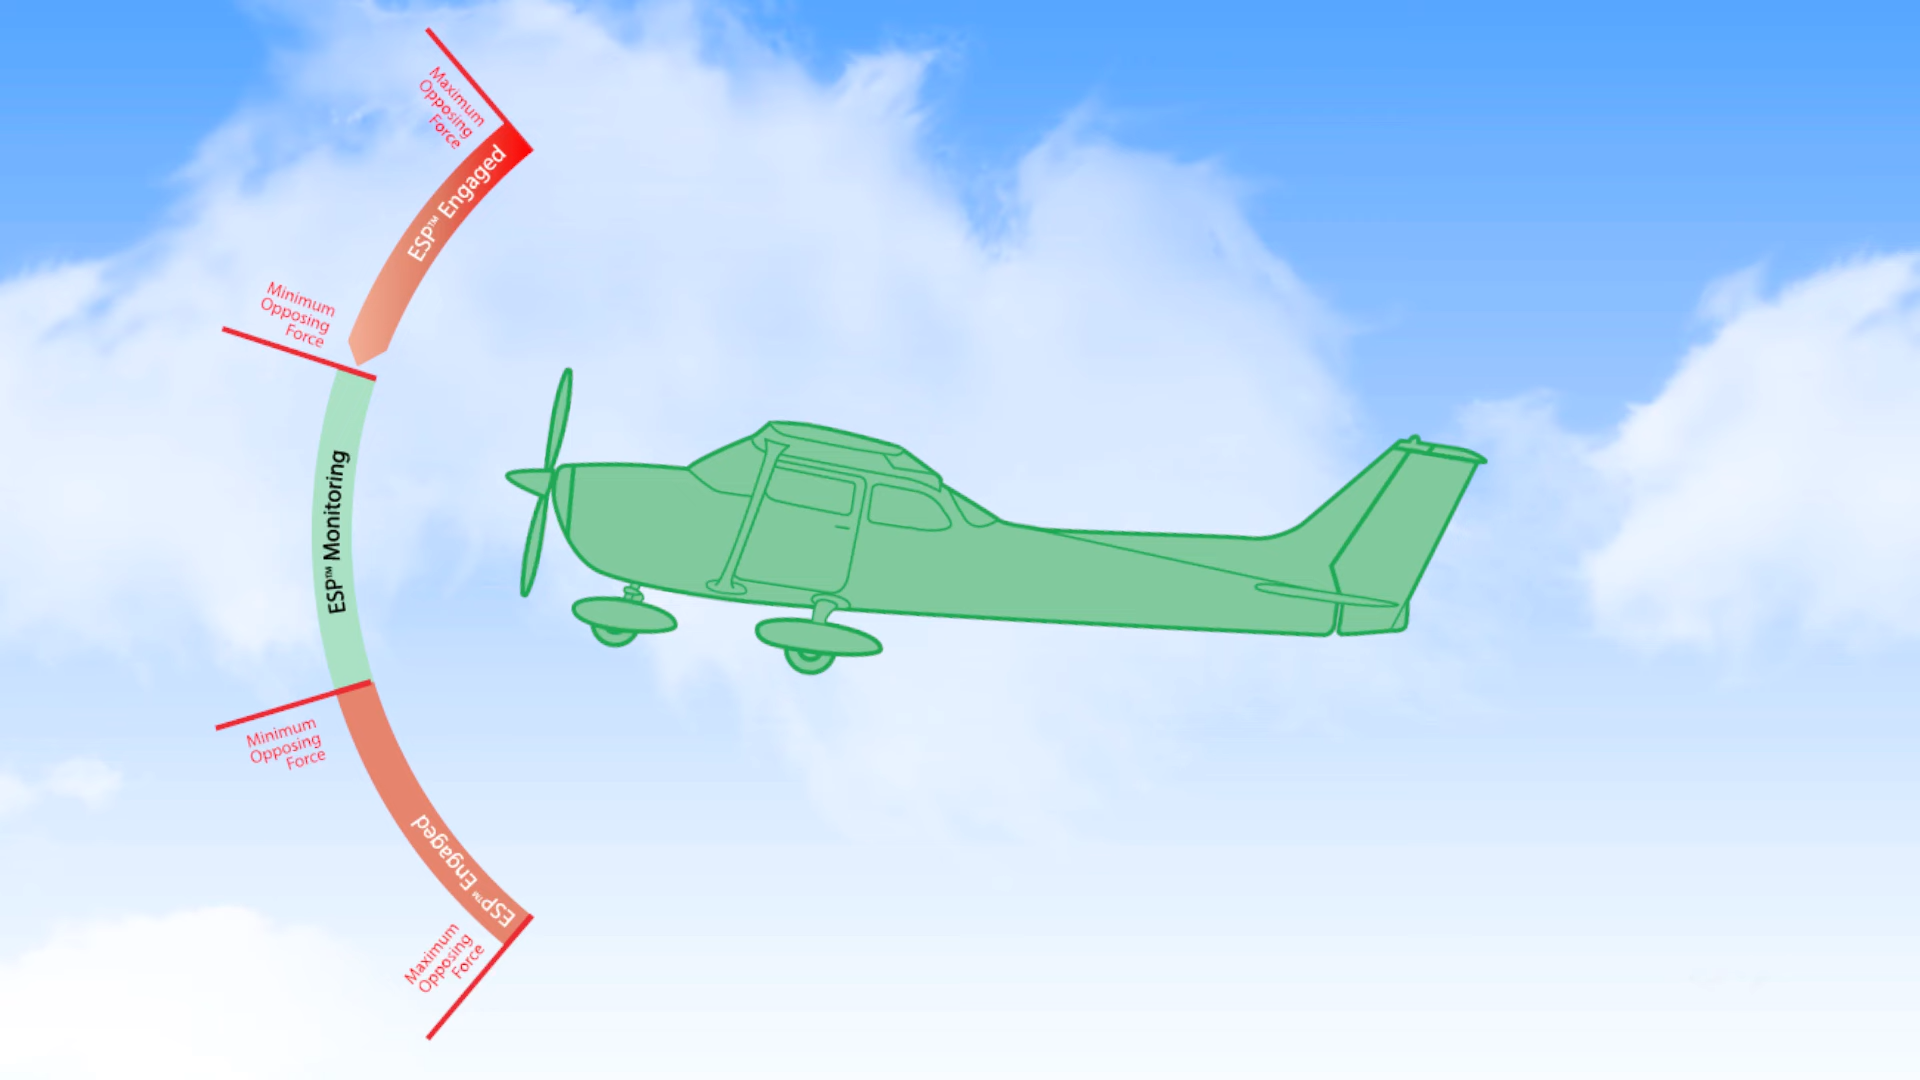 Maximum
Opposing
Force
ESP™ Engaged
Minimum
Opposing
Force
ESP™ Monitoring
Minimum
Opposing
Force
ESP™ Engaged
Maximum
Opposing
Force